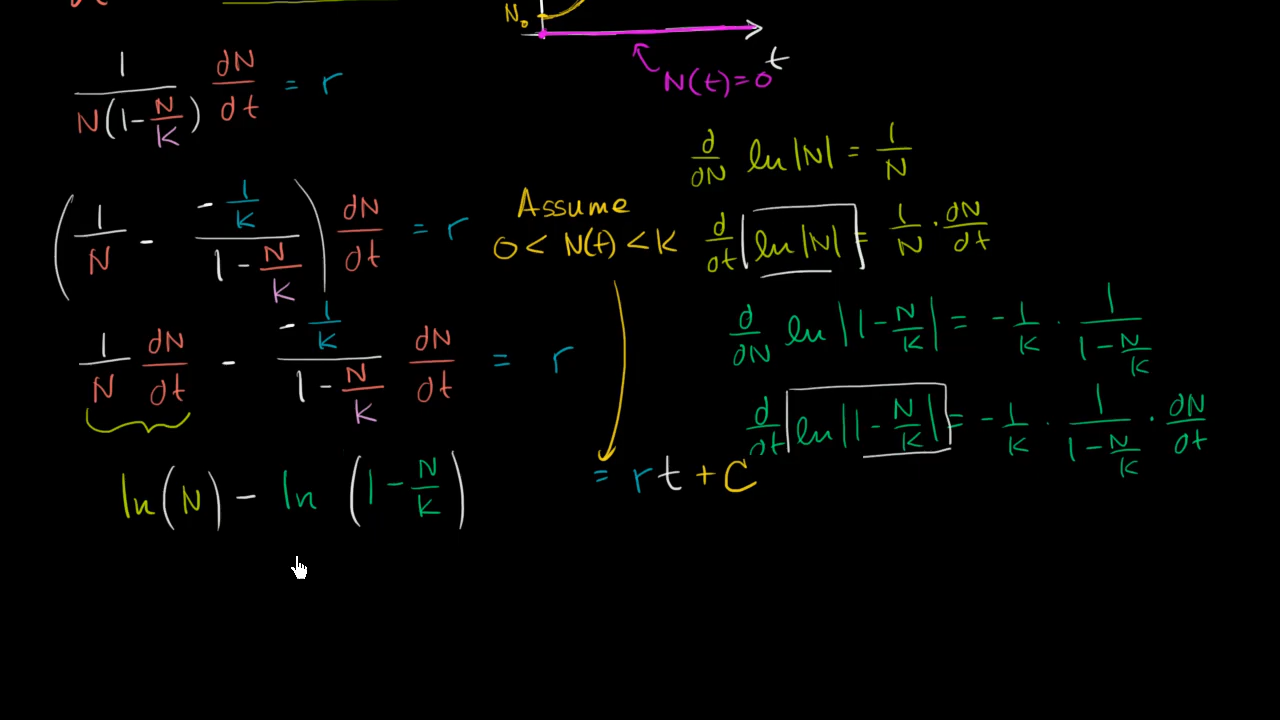 N₀
t
N(t)=0
1/(N(1-N/K)) dN/dt = r
d/dN ln|N| = 1/N
(1/N - (-1/K)/(1-N/K)) dN/dt = r
Assume
0 < N(t) < K
d/dt [ln|N|] = 1/N · dN/dt
d/dN ln|1-N/K| = -1/K · 1/(1-N/K)
1/N dN/dt - (-1/K)/(1-N/K) dN/dt = r
d/dt [ln|1-N/K|] = -1/K · 1/(1-N/K) · dN/dt
ln(N) - ln(1-N/K) = rt + C